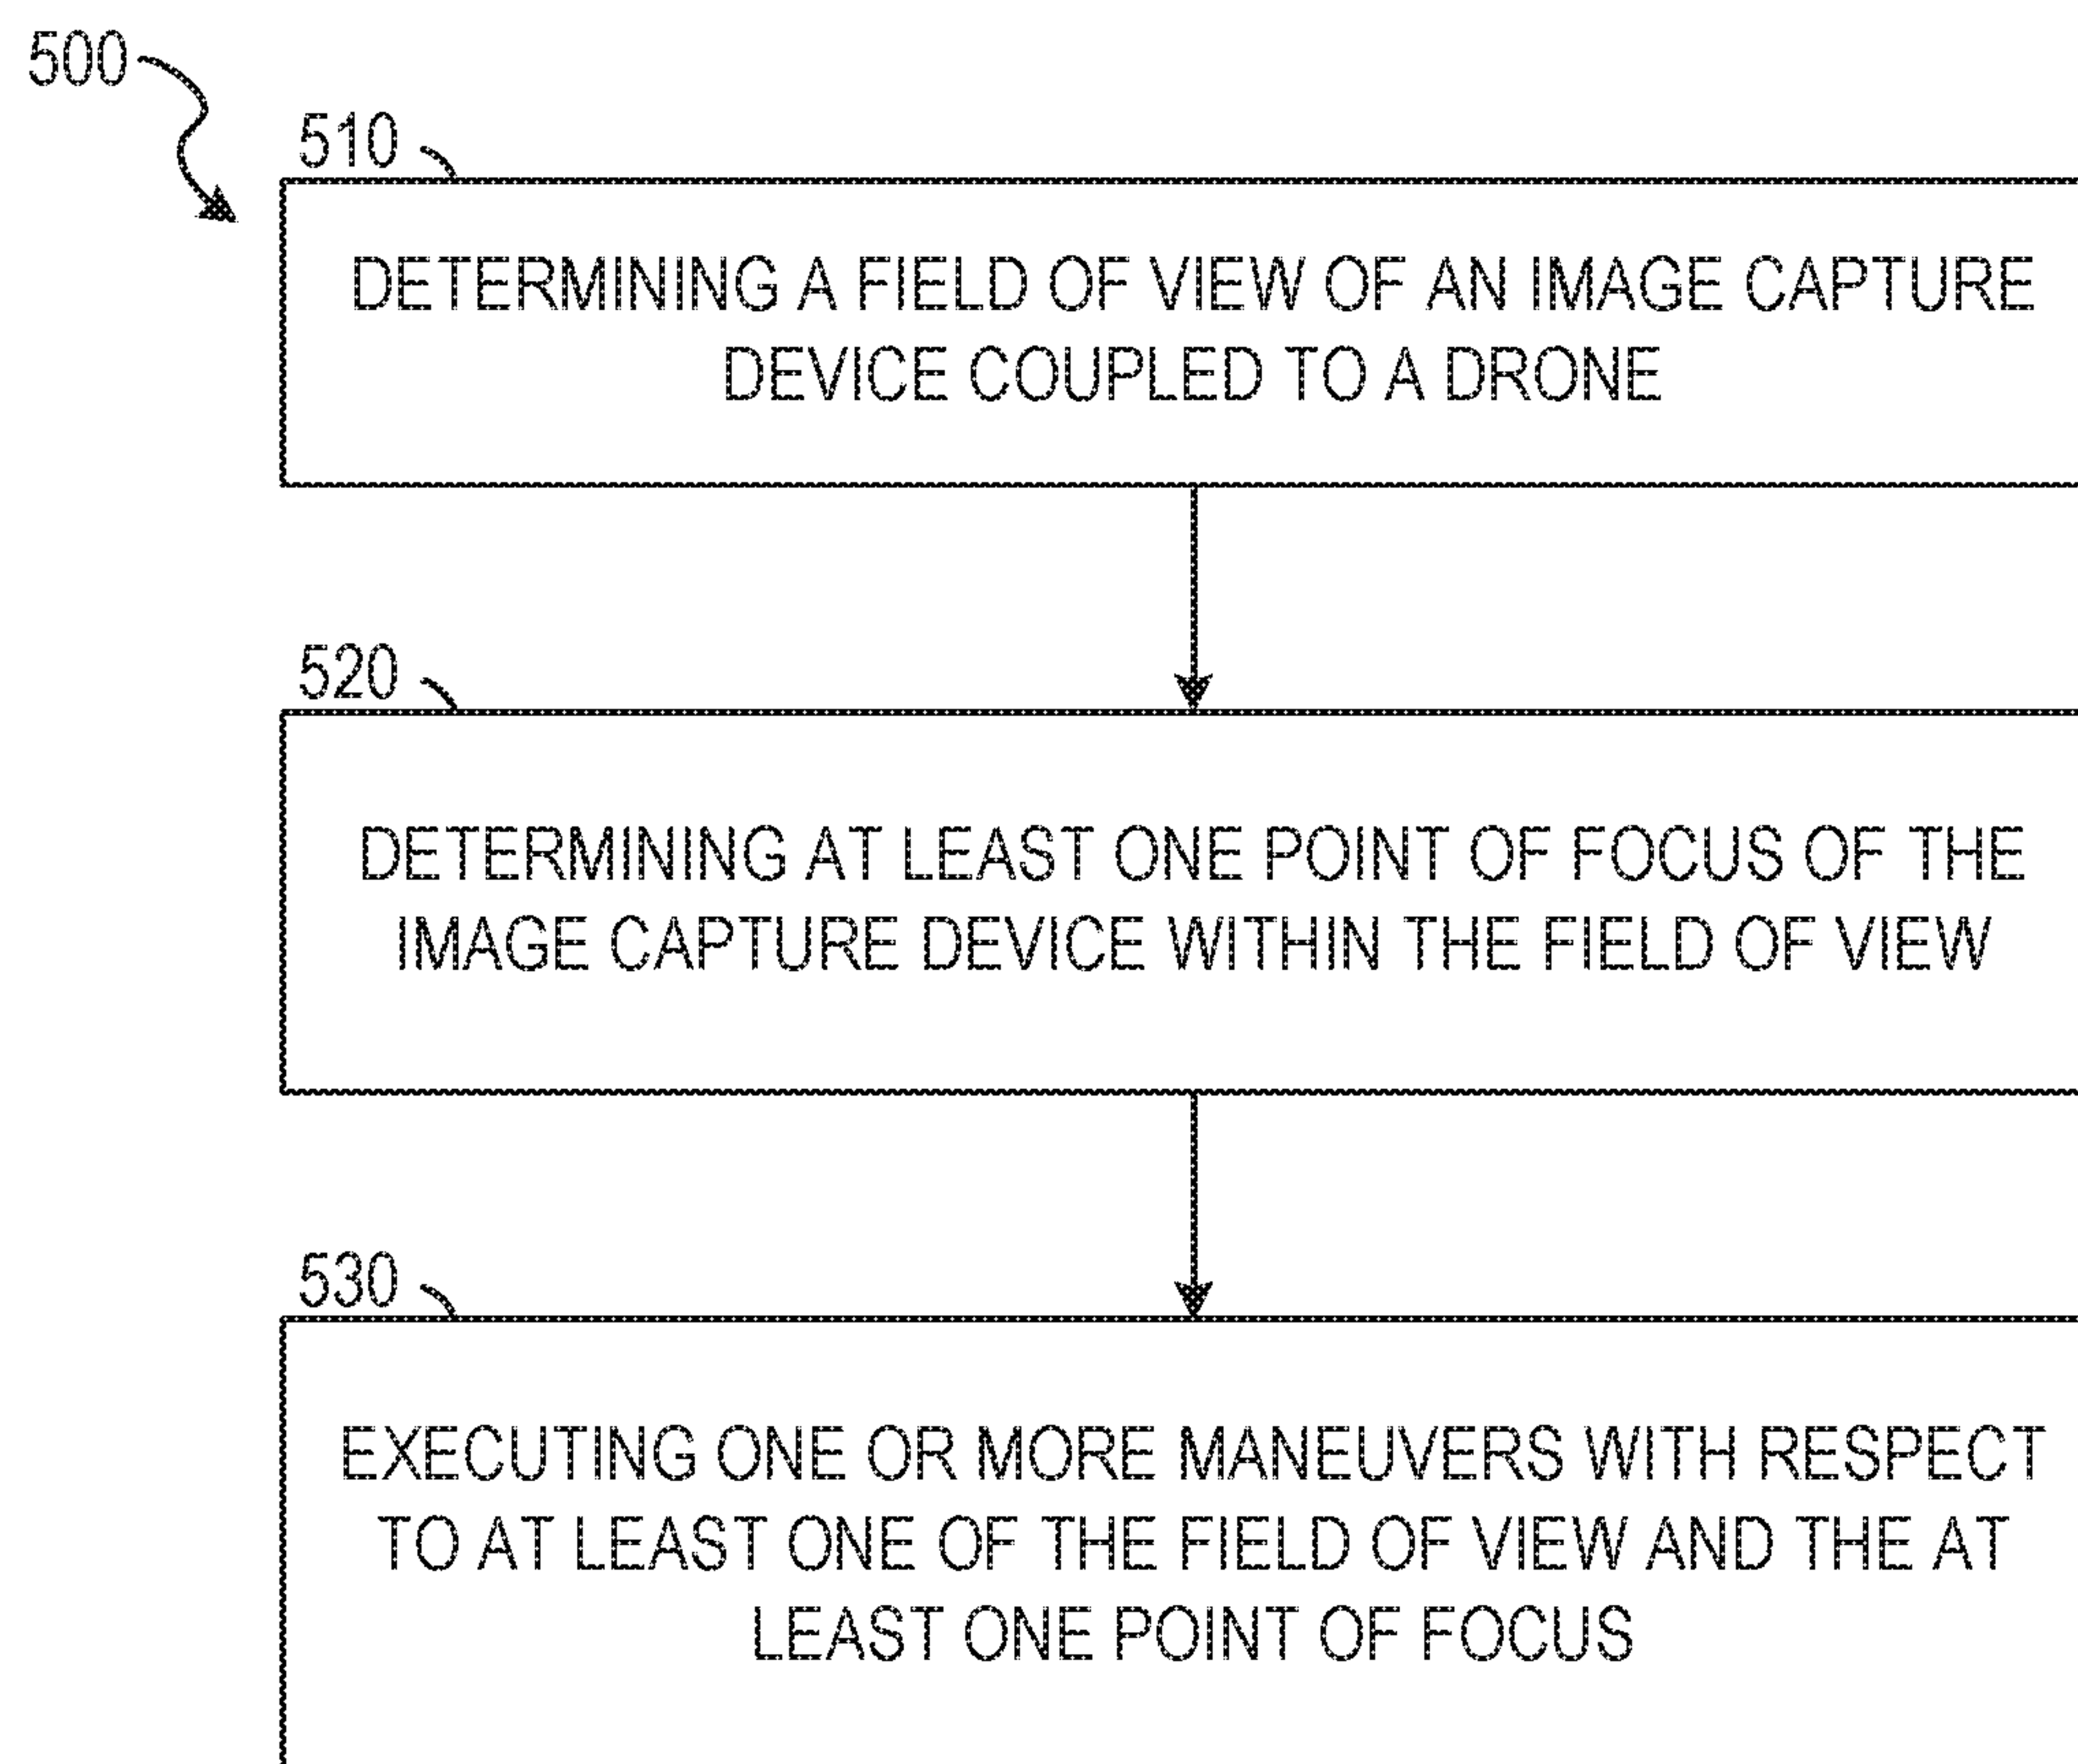 500
510
DETERMINING A FIELD OF VIEW OF AN IMAGE CAPTURE
DEVICE COUPLED TO A DRONE
520
DETERMINING AT LEAST ONE POINT OF FOCUS OF THE
IMAGE CAPTURE DEVICE WITHIN THE FIELD OF VIEW
530
EXECUTING ONE OR MORE MANEUVERS WITH RESPECT
TO AT LEAST ONE OF THE FIELD OF VIEW AND THE AT
LEAST ONE POINT OF FOCUS